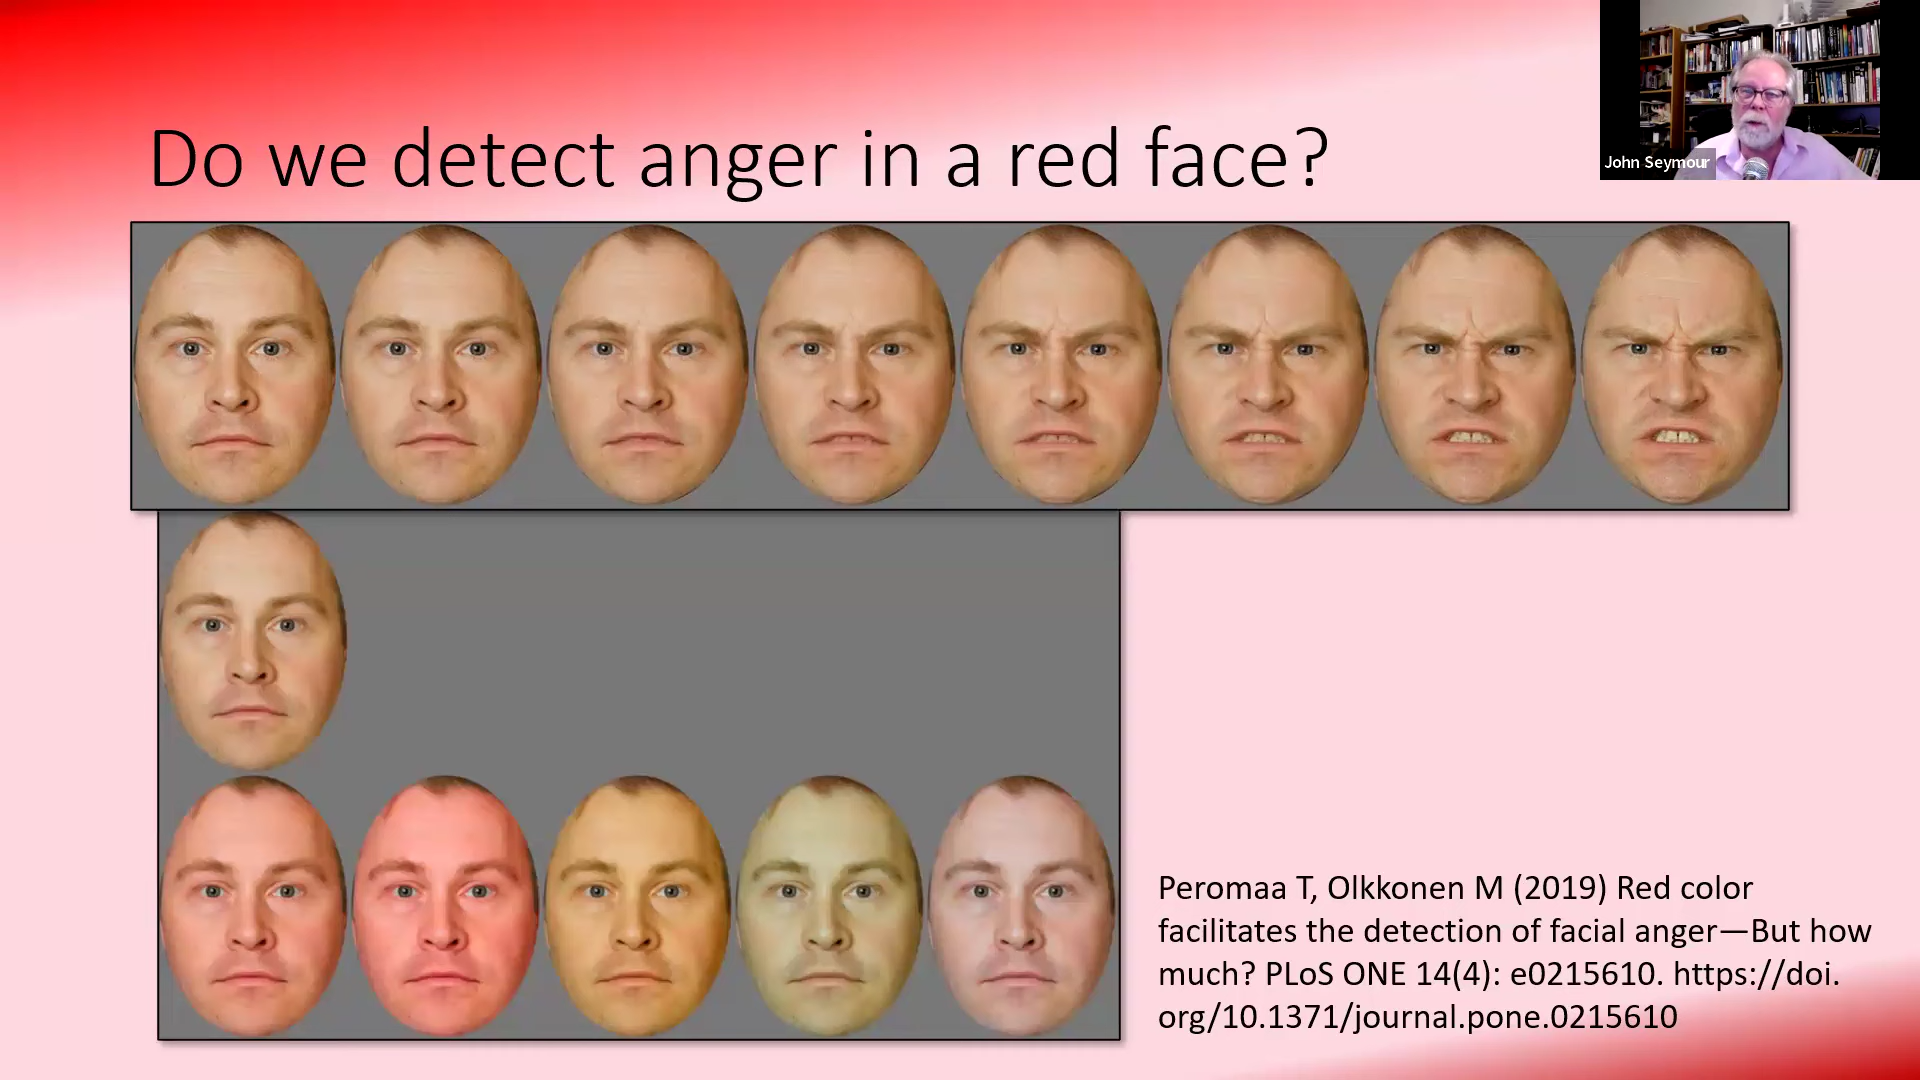 Do we detect anger in a red face?
John Seymour
Peromaa T, Olkkonen M (2019) Red color
facilitates the detection of facial anger—But how
much? PLoS ONE 14(4): e0215610. https://doi.
org/10.1371/journal.pone.0215610